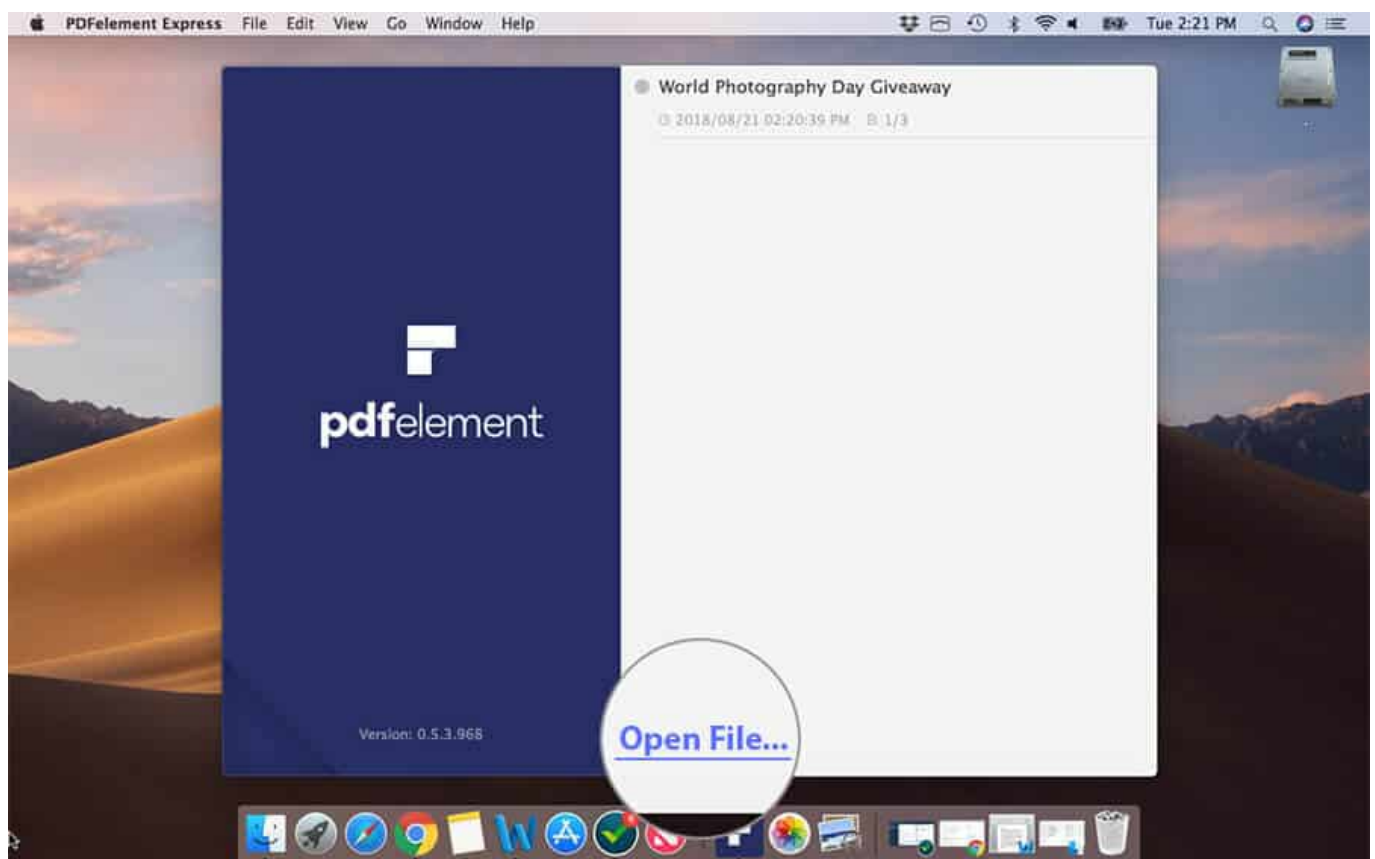 PDFelement Express File Edit View Go Window Help Tue 2:21 PM
World Photography Day Giveaway
2018/08/21 02:20:39 PM 1/3
pdfelement
Version: 0.5.3.968
Open File...